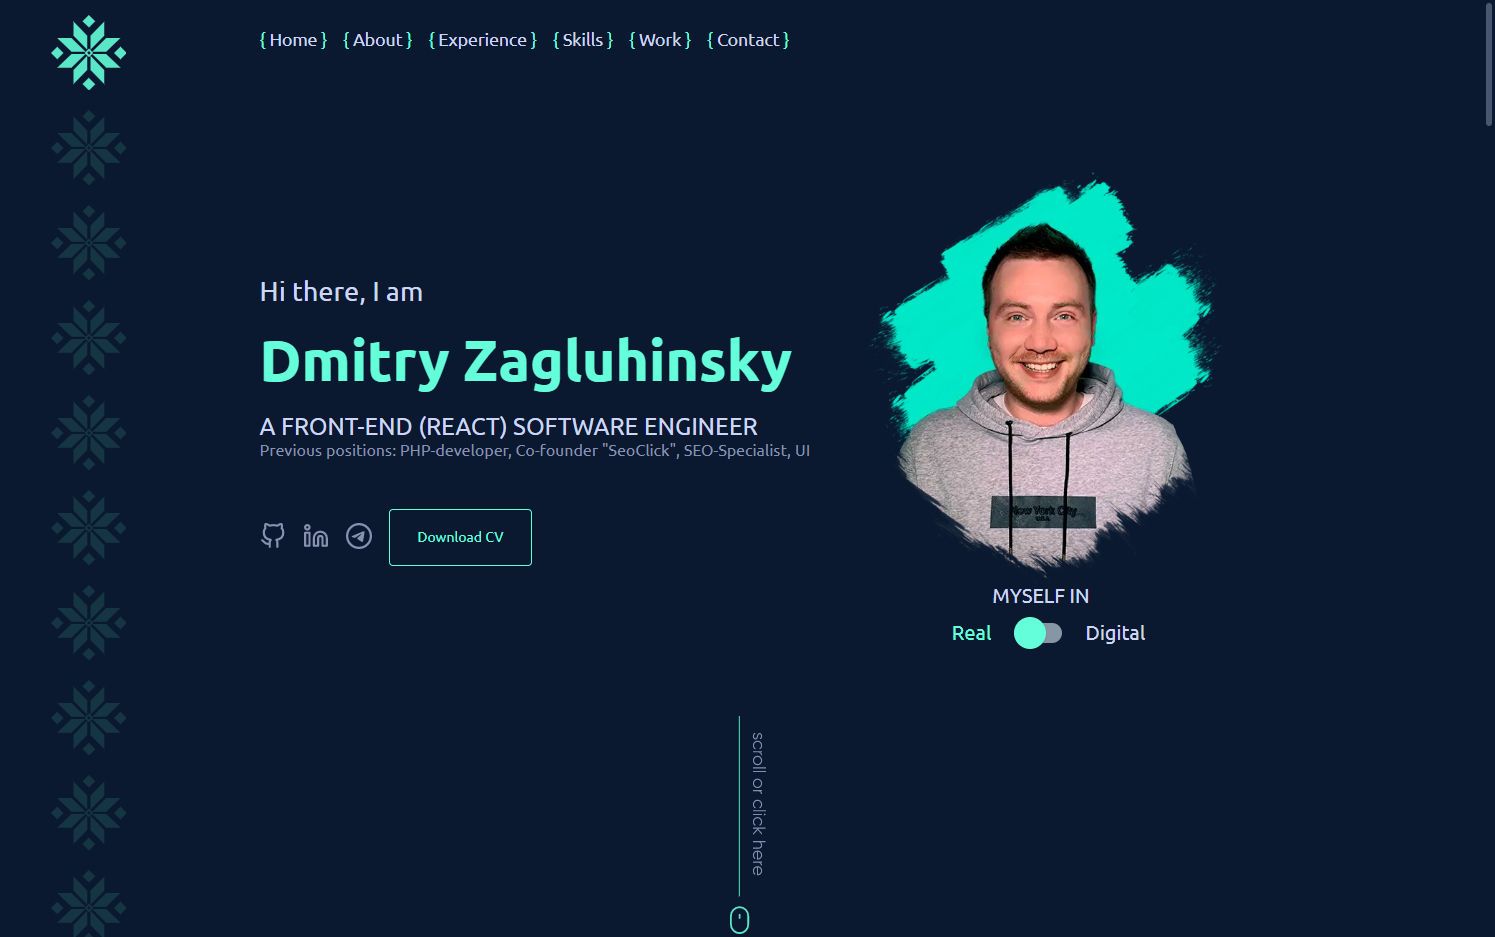 { Home } { About } { Experience } { Skills } { Work } { Contact }
Hi there, I am
Dmitry Zagluhinsky
A FRONT-END (REACT) SOFTWARE ENGINEER
Previous positions: PHP-developer, Co-founder "SeoClick", SEO-Specialist, UI
Download CV
New York City
USA
MYSELF IN
Real Digital
scroll or click here